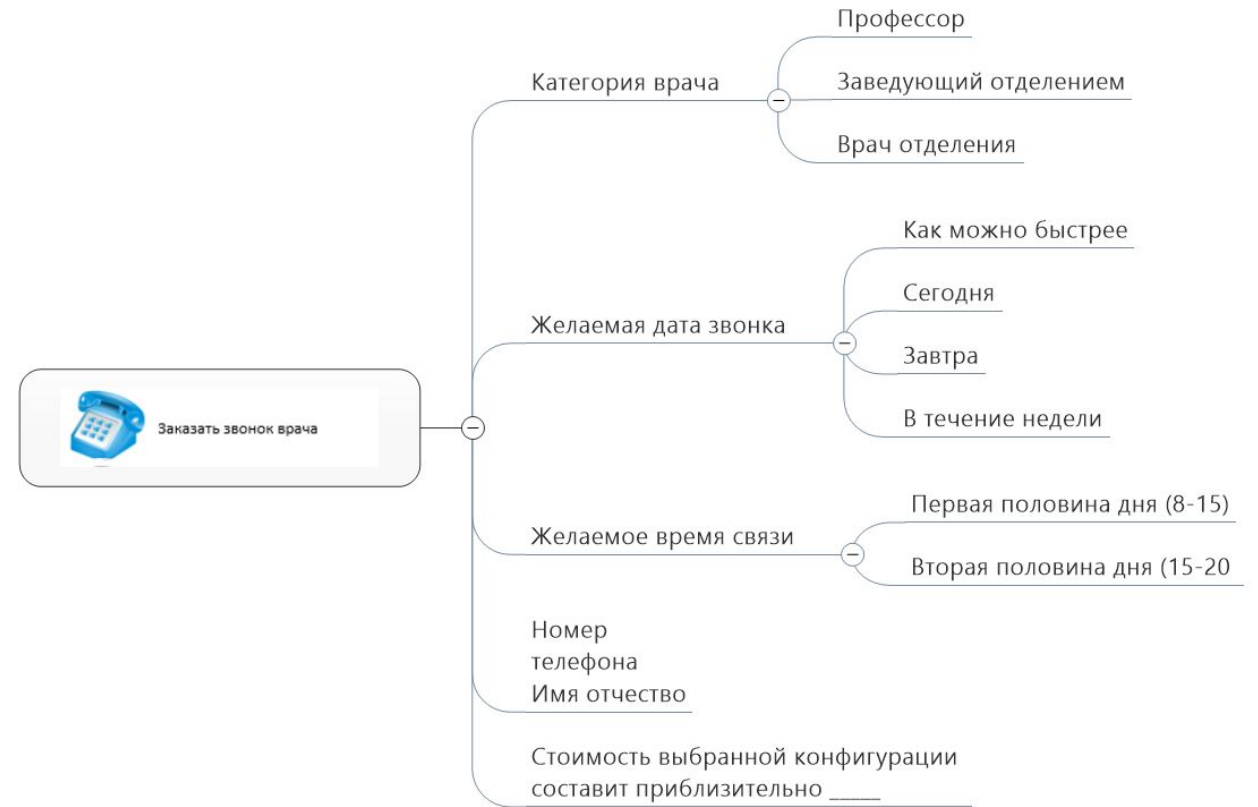 Заказать звонок врача
Категория врача
Профессор
Заведующий отделением
Врач отделения
Желаемая дата звонка
Как можно быстрее
Сегодня
Завтра
В течение недели
Желаемое время связи
Первая половина дня (8-15)
Вторая половина дня (15-20
Номер
телефона
Имя отчество
Стоимость выбранной конфигурации
составит приблизительно _____